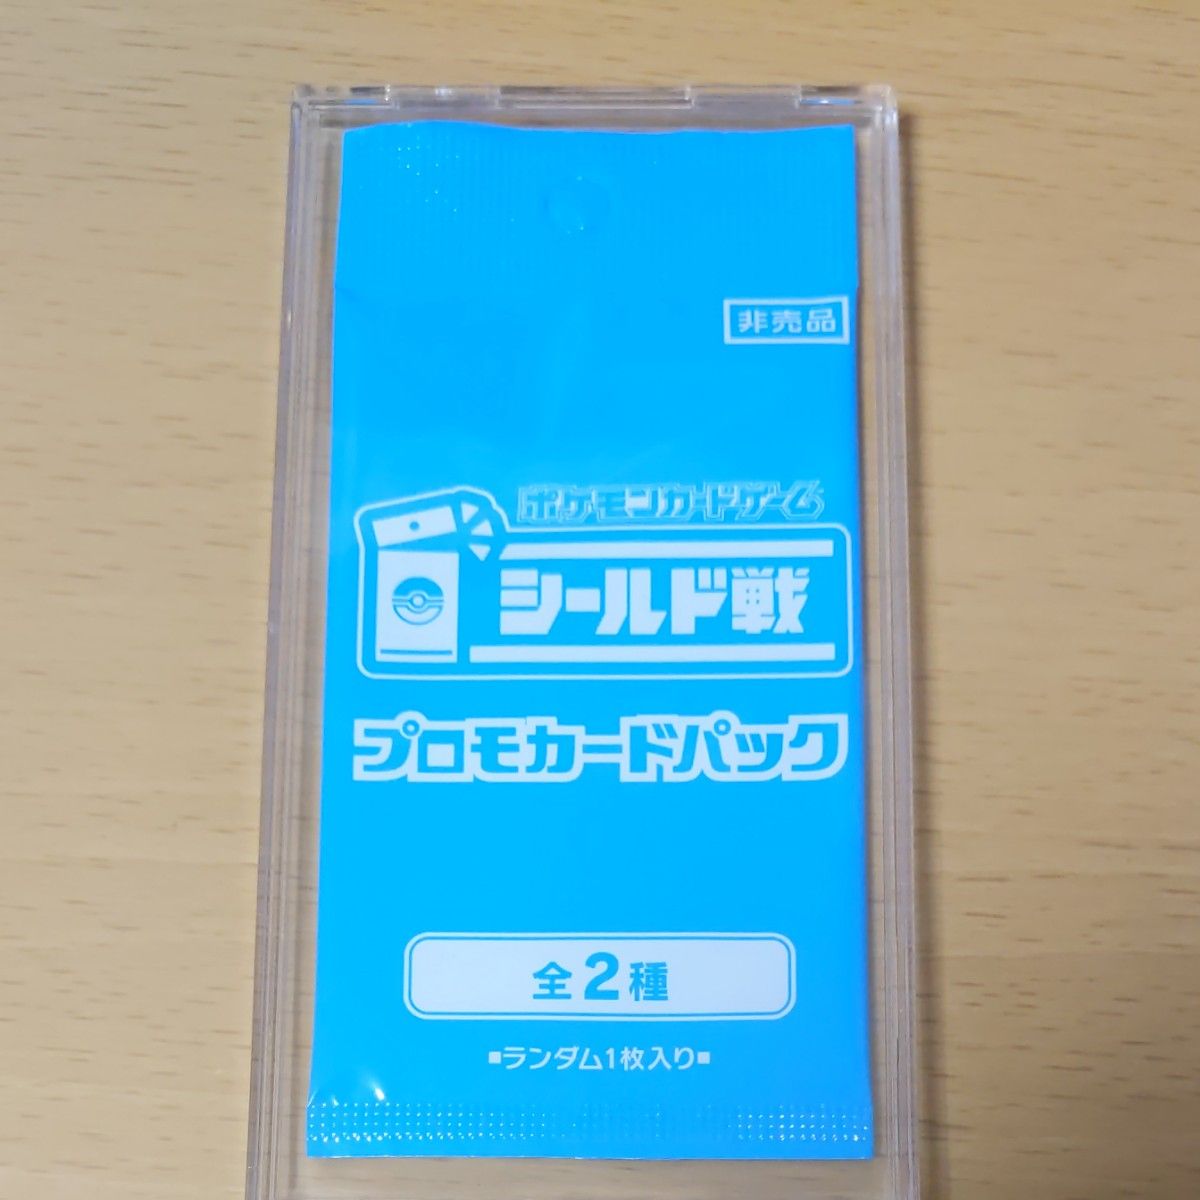 非売品
ポケモンカードゲーム
シールド戦
プロモカードパック
全2種
■ランダム1枚入り■